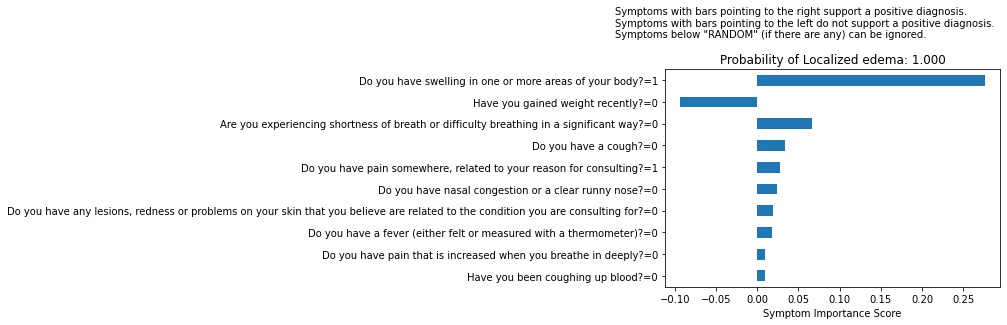 Symptoms with bars pointing to the right support a positive diagnosis.
Symptoms with bars pointing to the left do not support a positive diagnosis.
Symptoms below "RANDOM" (if there are any) can be ignored.
Probability of Localized edema: 1.000
Do you have swelling in one or more areas of your body?=1
Have you gained weight recently?=0
Are you experiencing shortness of breath or difficulty breathing in a significant way?=0
Do you have a cough?=0
Do you have pain somewhere, related to your reason for consulting?=1
Do you have nasal congestion or a clear runny nose?=0
Do you have any lesions, redness or problems on your skin that you believe are related to the condition you are consulting for?=0
Do you have a fever (either felt or measured with a thermometer)?=0
Do you have pain that is increased when you breathe in deeply?=0
Have you been coughing up blood?=0
−0.10 −0.05 0.00 0.05 0.10 0.15 0.20 0.25
Symptom Importance Score